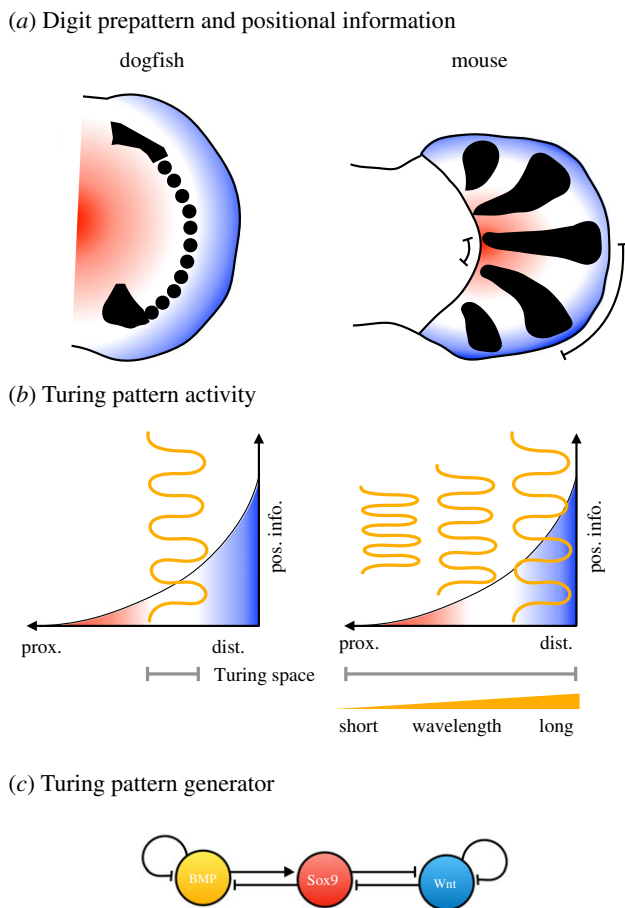 (a) Digit prepattern and positional information
dogfish
mouse
(b) Turing pattern activity
pos. info.
pos. info.
prox.
dist.
prox.
dist.
Turing space
short
wavelength
long
(c) Turing pattern generator
BMP
Sox9
Wnt